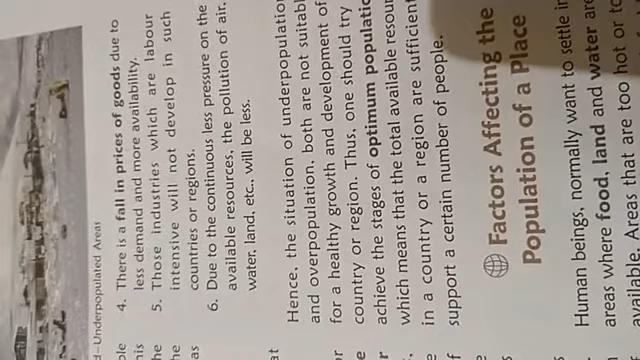 d–Underpopulated Areas
4. There is a fall in prices of goods due to
less demand and more availability.
5. Those industries which are labour
intensive will not develop in such
countries or regions.
6. Due to the continuous less pressure on the
available resources, the pollution of air,
water, land, etc., will be less.
Hence, the situation of underpopulation
and overpopulation, both are not suitabl
for a healthy growth and development of
country or region. Thus, one should try
achieve the stages of optimum populatio
which means that the total available resour
in a country or a region are sufficient
support a certain number of people.
Factors Affecting the
Population of a Place
Human beings, normally want to settle in
areas where food, land and water are
available. Areas that are too hot or to